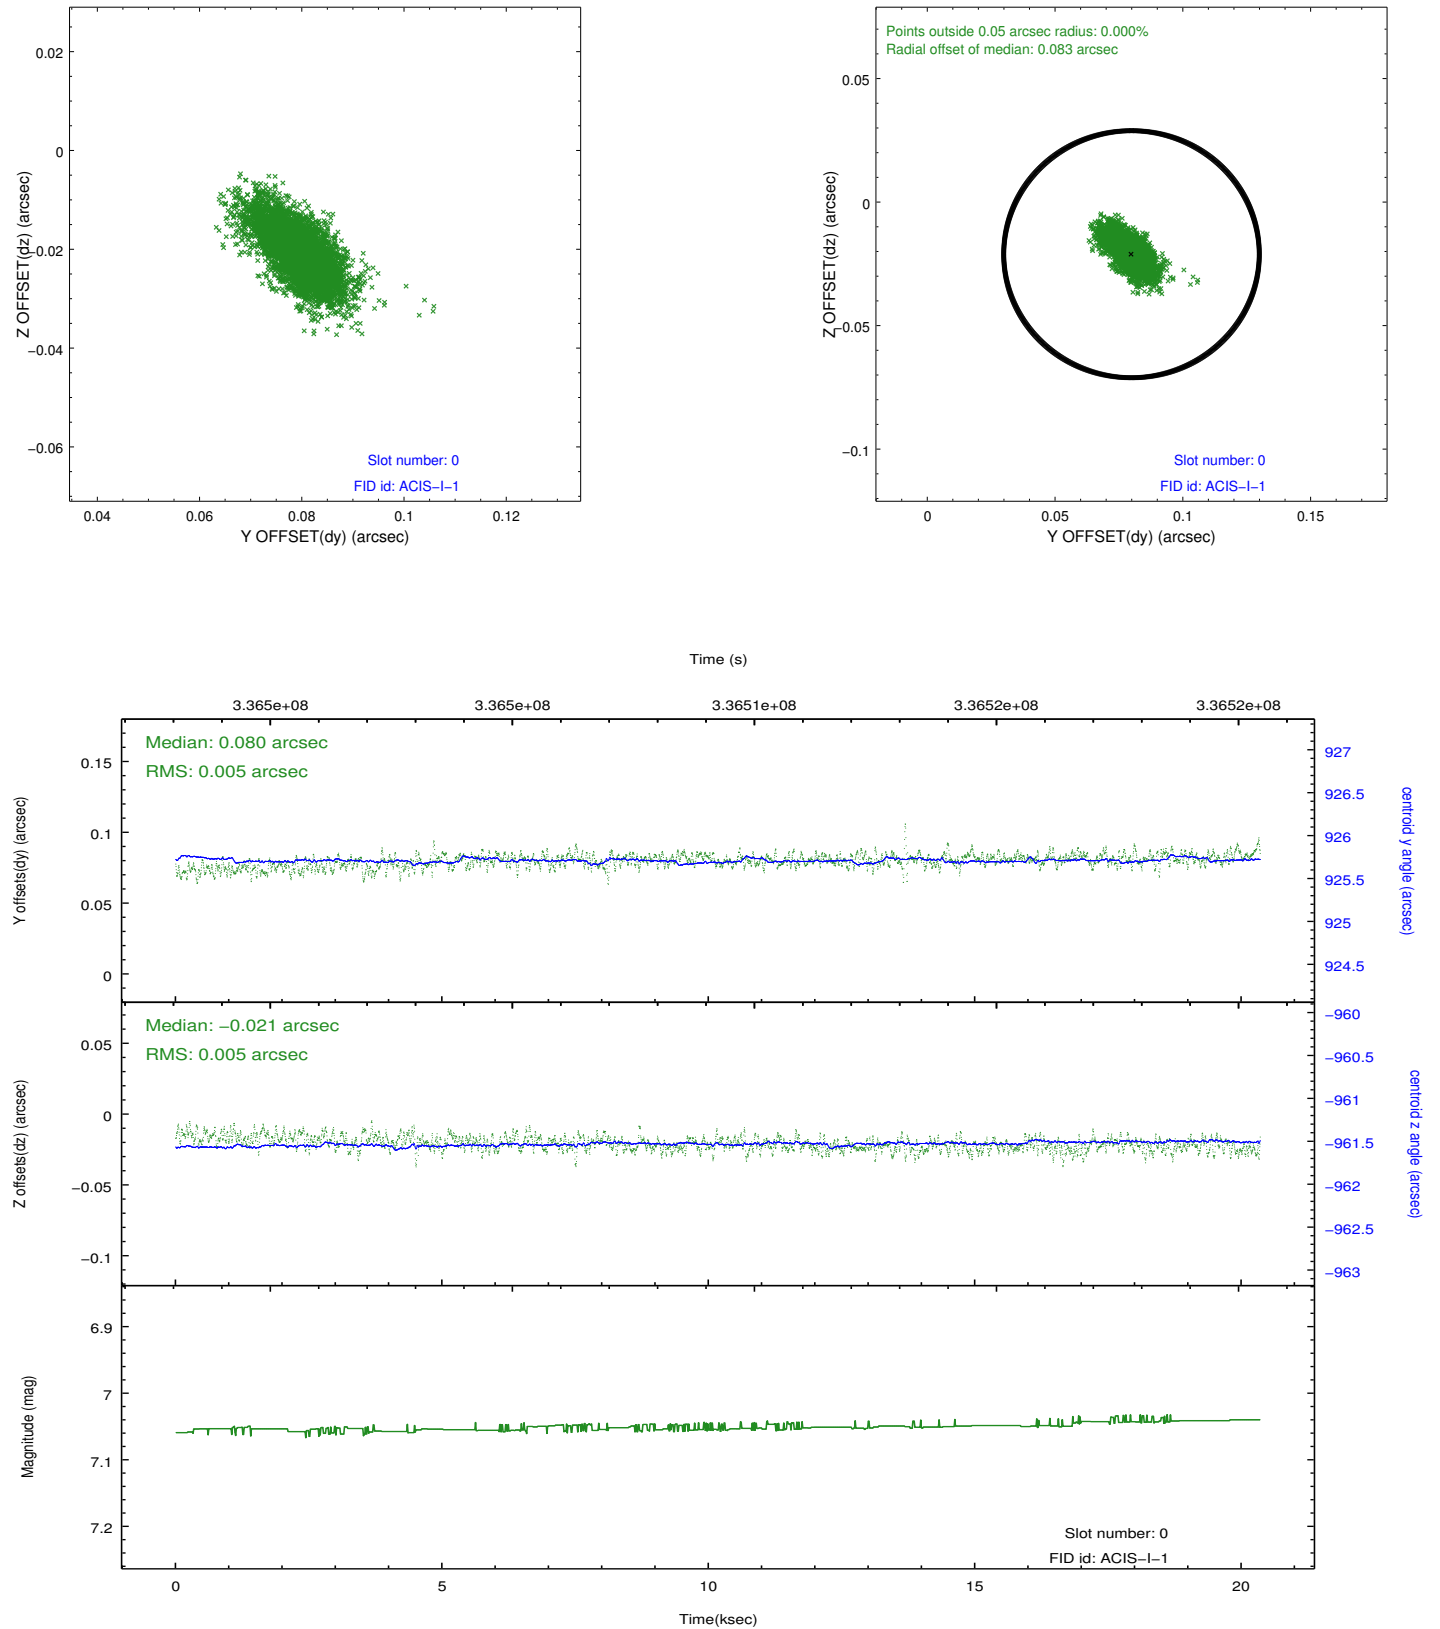 0.02
0
−0.02
−0.04
−0.06
Z OFFSET(dz) (arcsec)
Slot number: 0
FID id: ACIS−I−1
0.04
0.06
0.08
0.1
0.12
Y OFFSET(dy) (arcsec)
Points outside 0.05 arcsec radius: 0.000%
Radial offset of median: 0.083 arcsec
0.05
0
−0.05
−0.1
Z OFFSET(dz) (arcsec)
Slot number: 0
FID id: ACIS−I−1
0
0.05
0.1
0.15
Y OFFSET(dy) (arcsec)
Time (s)
3.365e+08
3.365e+08
3.3651e+08
3.3652e+08
3.3652e+08
Median: 0.080 arcsec
RMS: 0.005 arcsec
0.15
0.1
0.05
0
Y offsets(dy) (arcsec)
927
926.5
926
925.5
925
924.5
centroid y angle (arcsec)
Median: −0.021 arcsec
RMS: 0.005 arcsec
0.05
0
−0.05
−0.1
Z offsets(dz) (arcsec)
−960
−960.5
−961
−961.5
−962
−962.5
−963
centroid z angle (arcsec)
6.9
7
7.1
7.2
Magnitude (mag)
Slot number: 0
FID id: ACIS−I−1
0
5
10
15
20
Time(ksec)